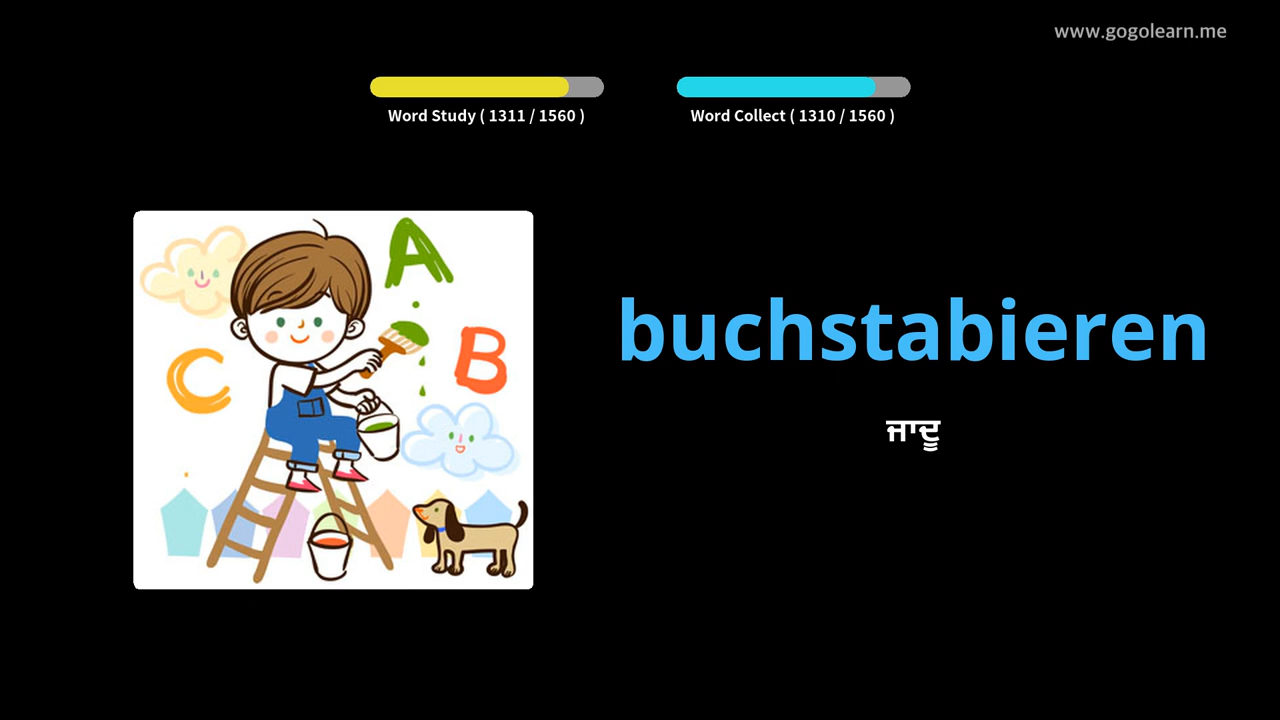 www.gogolearn.me
Word Study ( 1311 / 1560 )
Word Collect ( 1310 / 1560 )
A
B
C
buchstabieren
ਜਾਦੂ